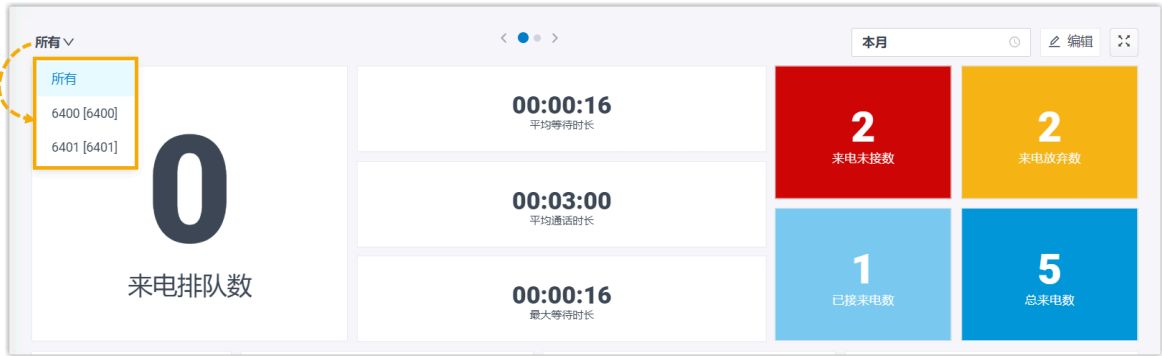 所有
本月
编辑
所有
6400 [6400]
6401 [6401]
0
来电排队数
00:00:16
平均等待时长
00:03:00
平均通话时长
00:00:16
最大等待时长
2
来电未接数
2
来电放弃数
1
已接来电数
5
总来电数